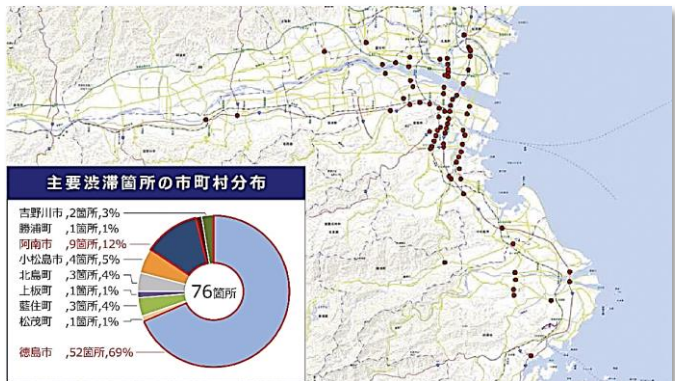 主要渋滞箇所の市町村分布
吉野川市,2箇所,3%
勝浦町,1箇所,1%
阿南市,9箇所,12%
小松島市,4箇所,5%
北島町,3箇所,4%
上板町,1箇所,1%
藍住町,3箇所,4%
松茂町,1箇所,1%
徳島市,52箇所,69%
76箇所